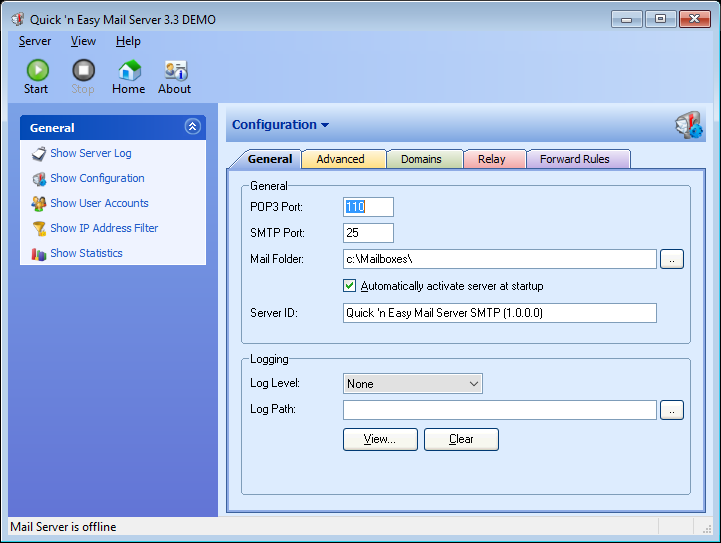 Quick 'n Easy Mail Server 3.3 DEMO
Server View Help
Start Stop Home About
General
Show Server Log
Show Configuration
Show User Accounts
Show IP Address Filter
Show Statistics
Configuration
General Advanced Domains Relay Forward Rules
General
POP3 Port: 110
SMTP Port: 25
Mail Folder: c:\Mailboxes\ ..
Automatically activate server at startup
Server ID: Quick 'n Easy Mail Server SMTP (1.0.0.0)
Logging
Log Level: None
Log Path: ..
View... Clear
Mail Server is offline